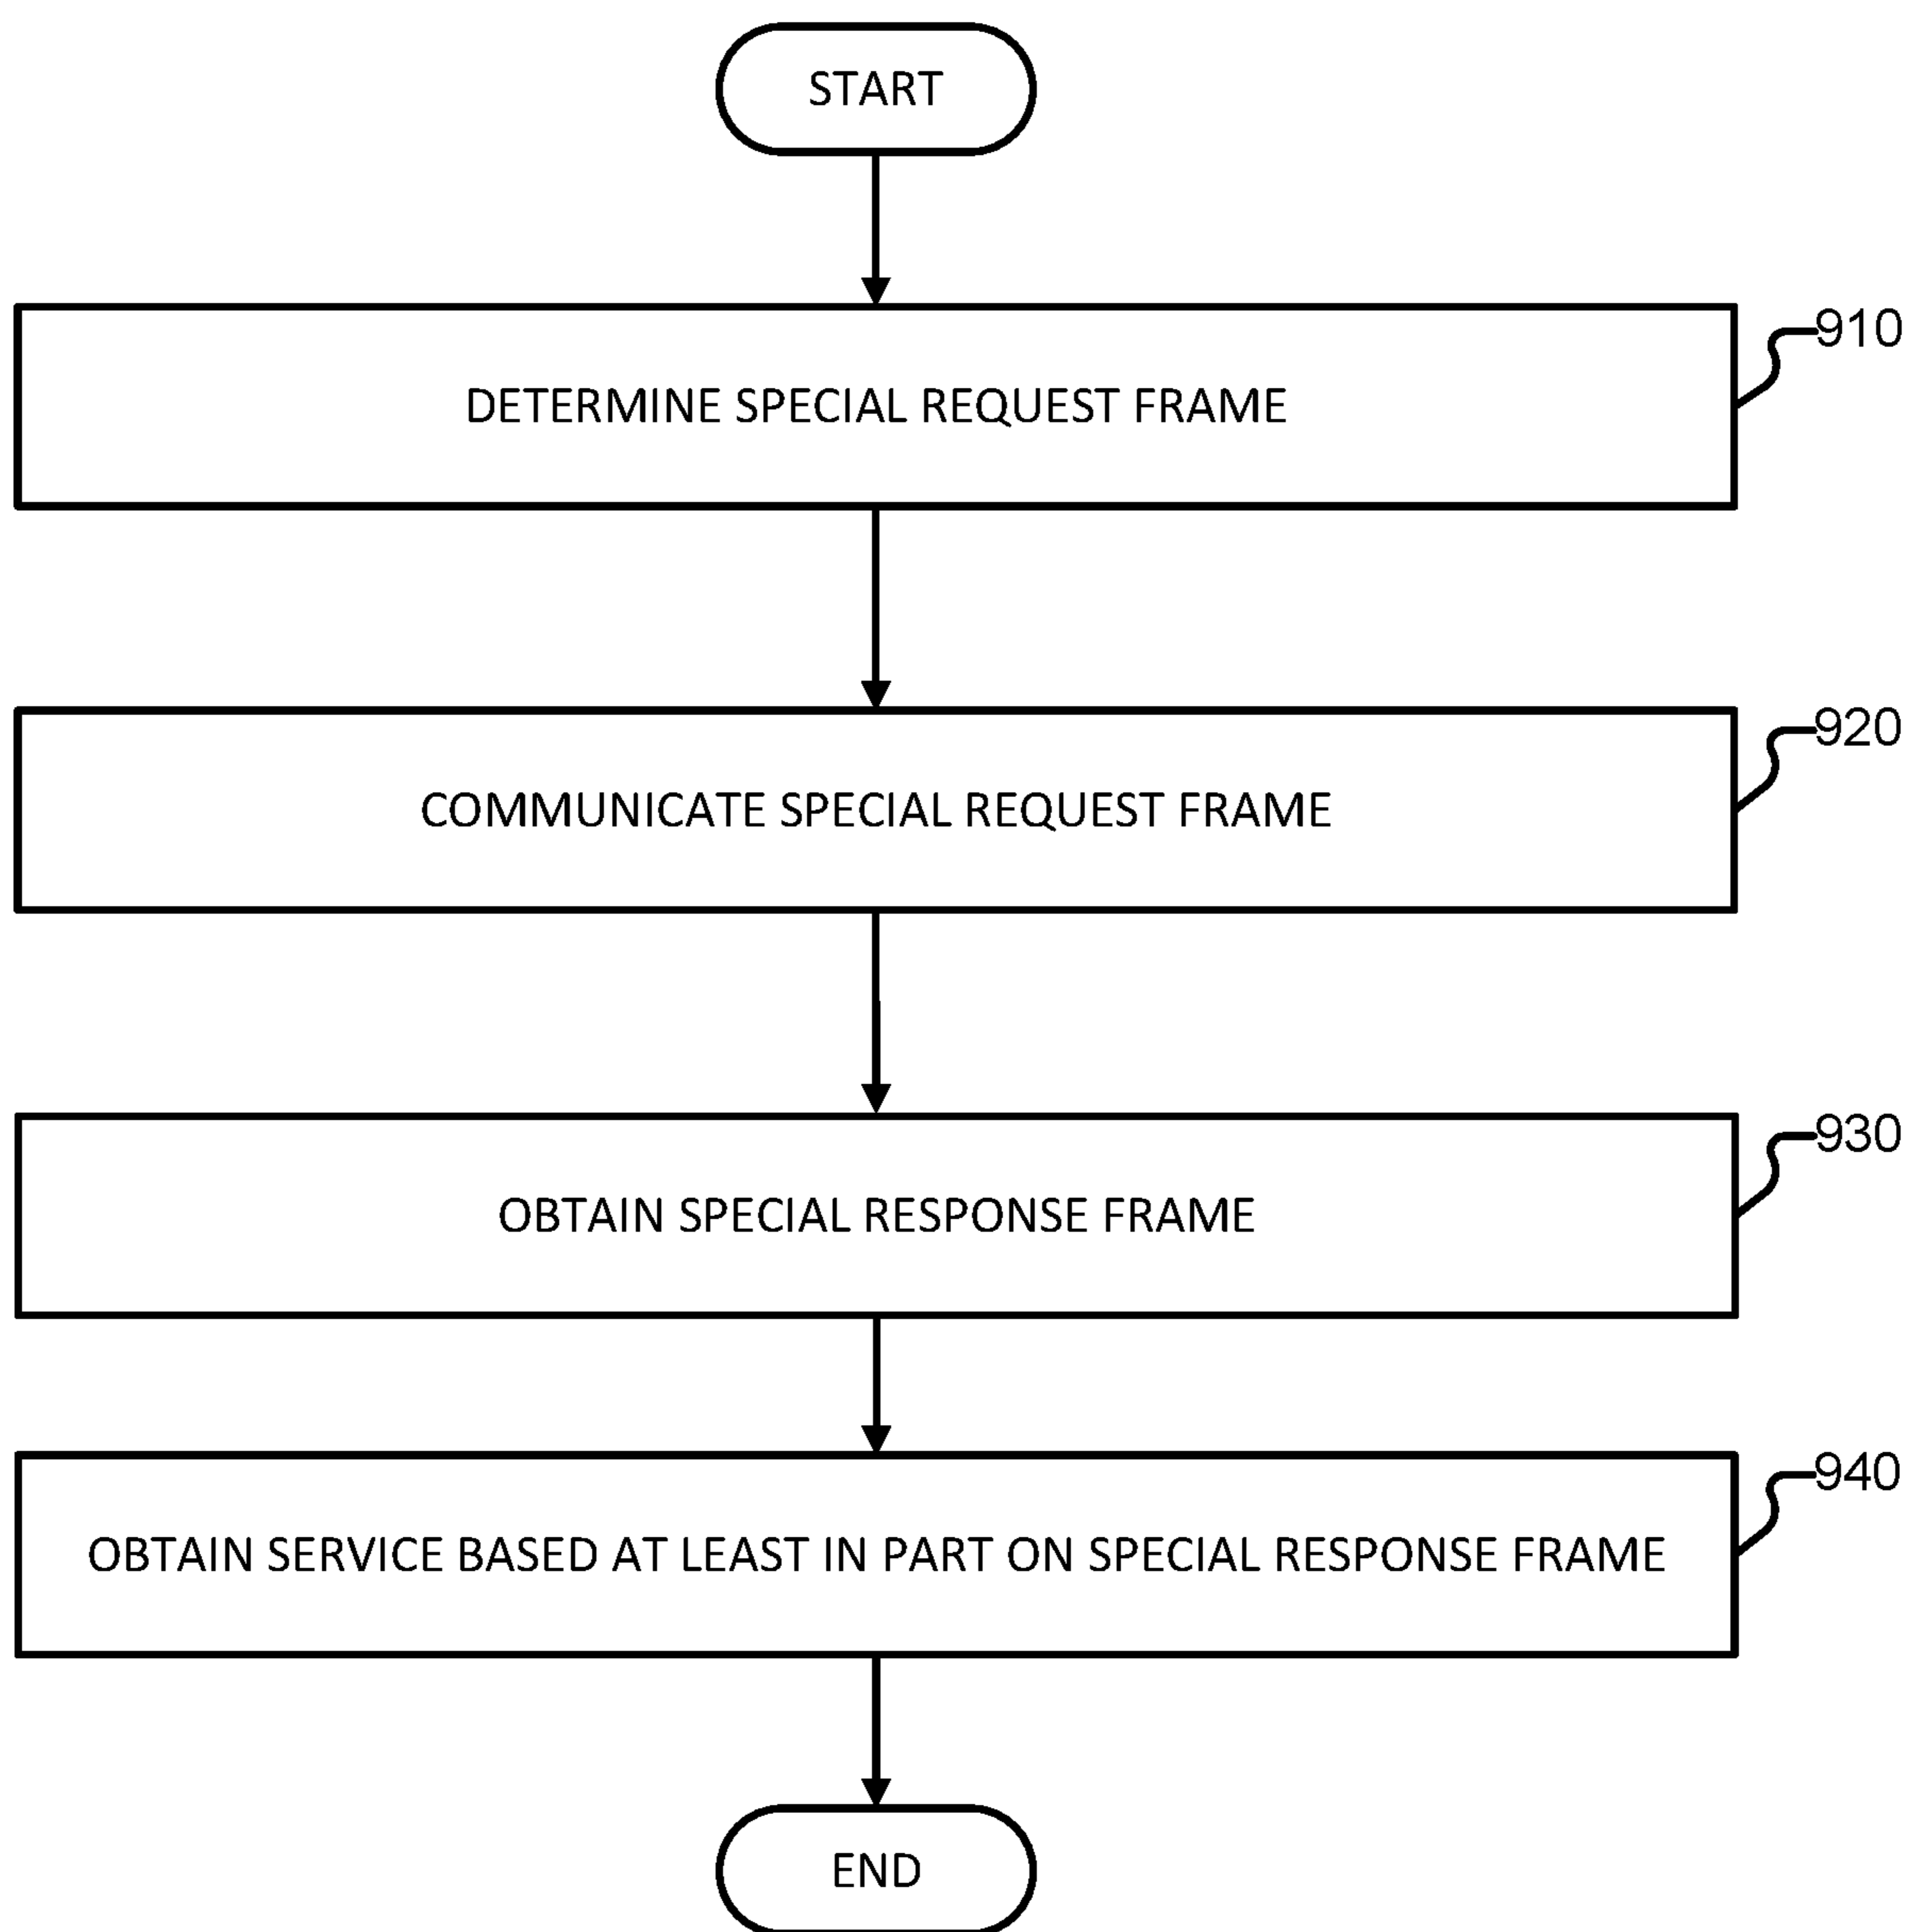 START
910
DETERMINE SPECIAL REQUEST FRAME
920
COMMUNICATE SPECIAL REQUEST FRAME
930
OBTAIN SPECIAL RESPONSE FRAME
940
OBTAIN SERVICE BASED AT LEAST IN PART ON SPECIAL RESPONSE FRAME
END